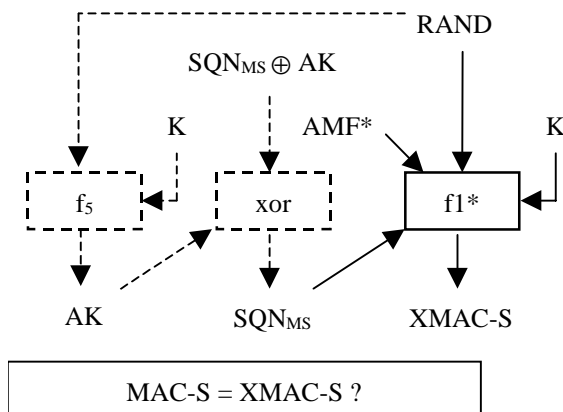 RAND
SQNMS ⊕ AK
K
AMF*
K
f5
xor
f1*
AK
SQNMS
XMAC-S
MAC-S = XMAC-S ?